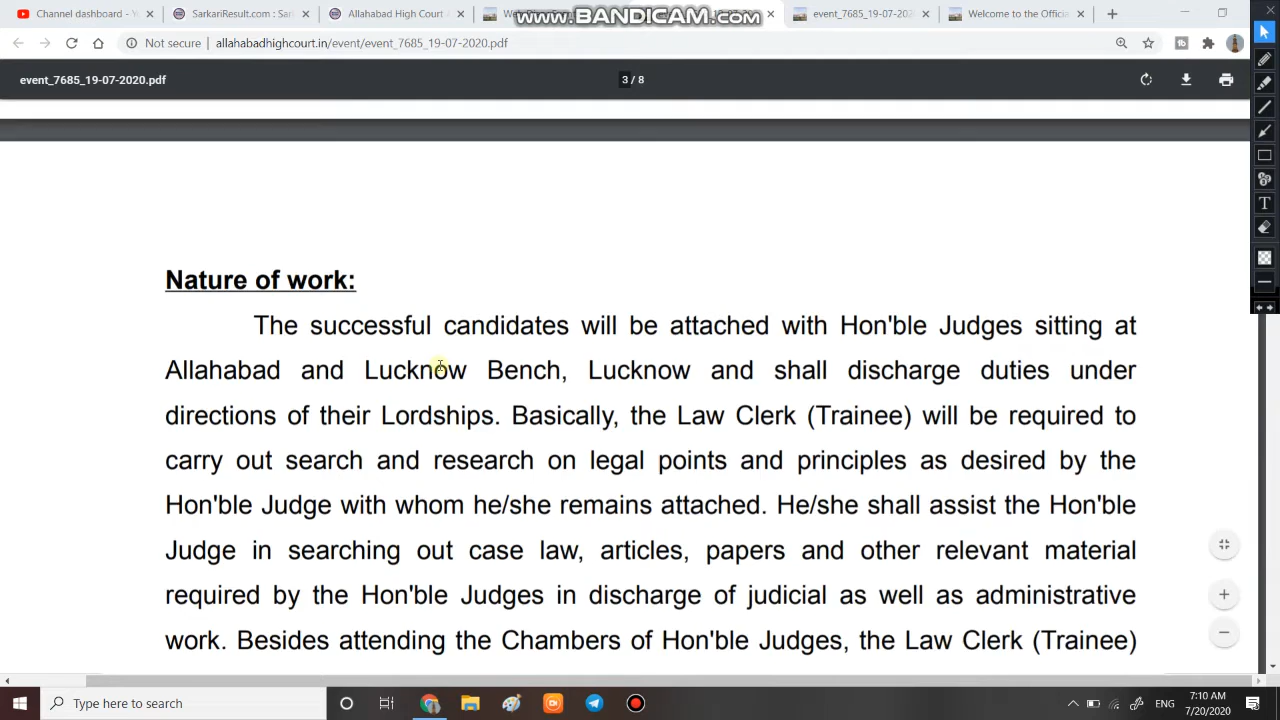 Channel dashboard - Y
SarkariResult.com : Sar
Allahabad High Court
www.BANDICAM.com
event_7685_19-07-2020
Welcome to the Officia
Not secure | allahabadhighcourt.in/event/event_7685_19-07-2020.pdf
event_7685_19-07-2020.pdf
3 / 8
Nature of work:
The successful candidates will be attached with Hon'ble Judges sitting at
Allahabad and Lucknow Bench, Lucknow and shall discharge duties under
directions of their Lordships. Basically, the Law Clerk (Trainee) will be required to
carry out search and research on legal points and principles as desired by the
Hon'ble Judge with whom he/she remains attached. He/she shall assist the Hon'ble
Judge in searching out case law, articles, papers and other relevant material
required by the Hon'ble Judges in discharge of judicial as well as administrative
work. Besides attending the Chambers of Hon'ble Judges, the Law Clerk (Trainee)
Type here to search
ENG
7:10 AM
7/20/2020